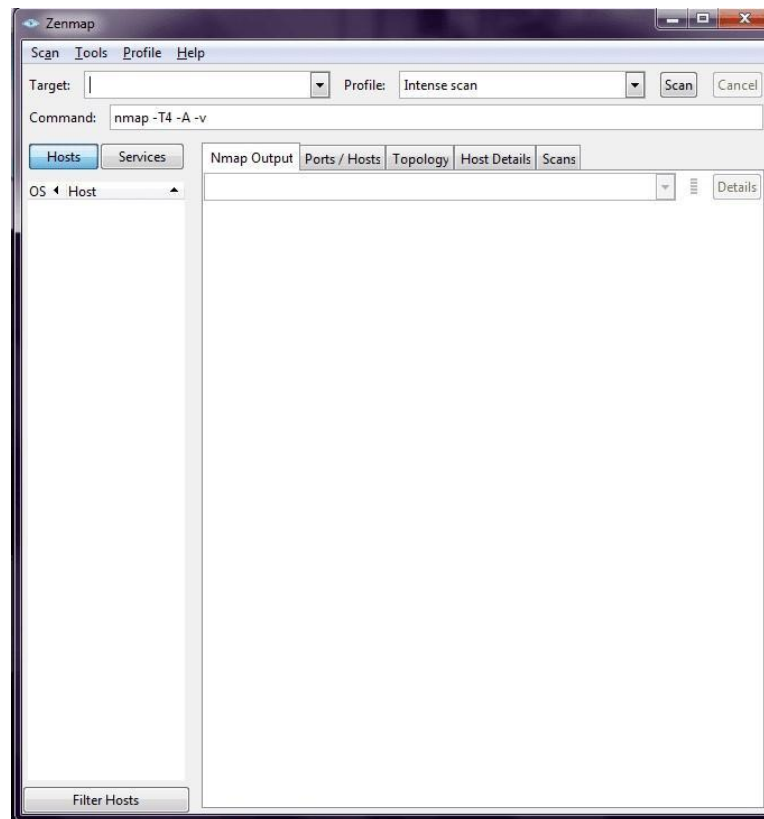 Zenmap
Scan Tools Profile Help
Target: Profile: Intense scan Scan Cancel
Command: nmap -T4 -A -v
Hosts Services Nmap Output Ports / Hosts Topology Host Details Scans
OS Host Details
Filter Hosts